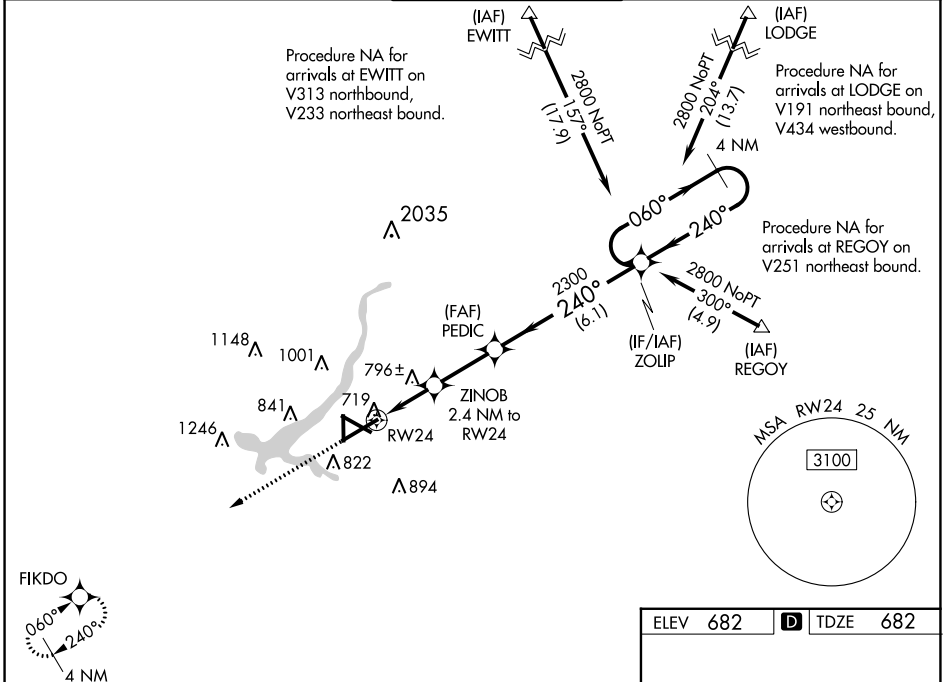 (IAF)
EWITT
(IAF)
LODGE
Procedure NA for
arrivals at EWITT on
V313 northbound,
V233 northeast bound.
Procedure NA for
arrivals at LODGE on
V191 northeast bound,
V434 westbound.
2800 NoPT
157°
(17.9)
2800 NoPT
204°
(13.7)
4 NM
060°
240°
2035
Procedure NA for
arrivals at REGOY on
V251 northeast bound.
2300
240°
(6.1)
2800 NoPT
300°
(4.9)
(FAF)
PEDIC
(IF/IAF)
ZOLIP
(IAF)
REGOY
1148
1001
796±
ZINOB
2.4 NM to
RW24
719
841
RW24
1246
822
894
MSA RW24 25 NM
3100
FIKDO
060°
240°
4 NM
ELEV 682 D TDZE 682